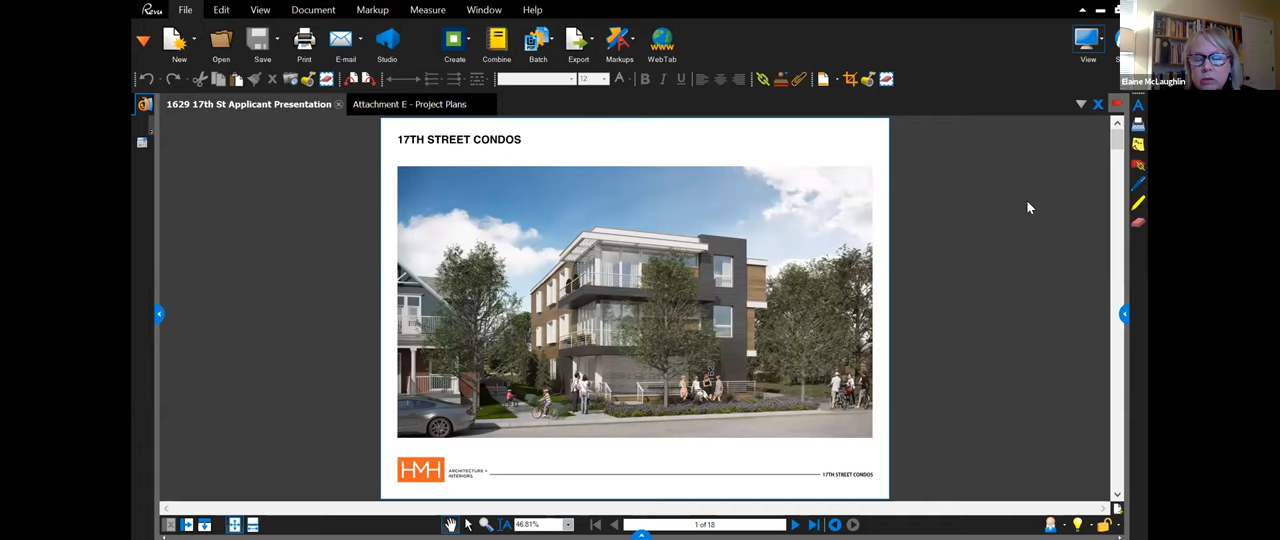 Revu File Edit View Document Markup Measure Window Help
New Open Save Print E-mail Studio Create Combine Batch Export Markups WebTab View
12 A B I U
Elaine McLaughlin
1629 17th St Applicant Presentation Attachment E - Project Plans
17TH STREET CONDOS
HMH ARCHITECTURE +
INTERIORS
17TH STREET CONDOS
46.81% 1 of 18